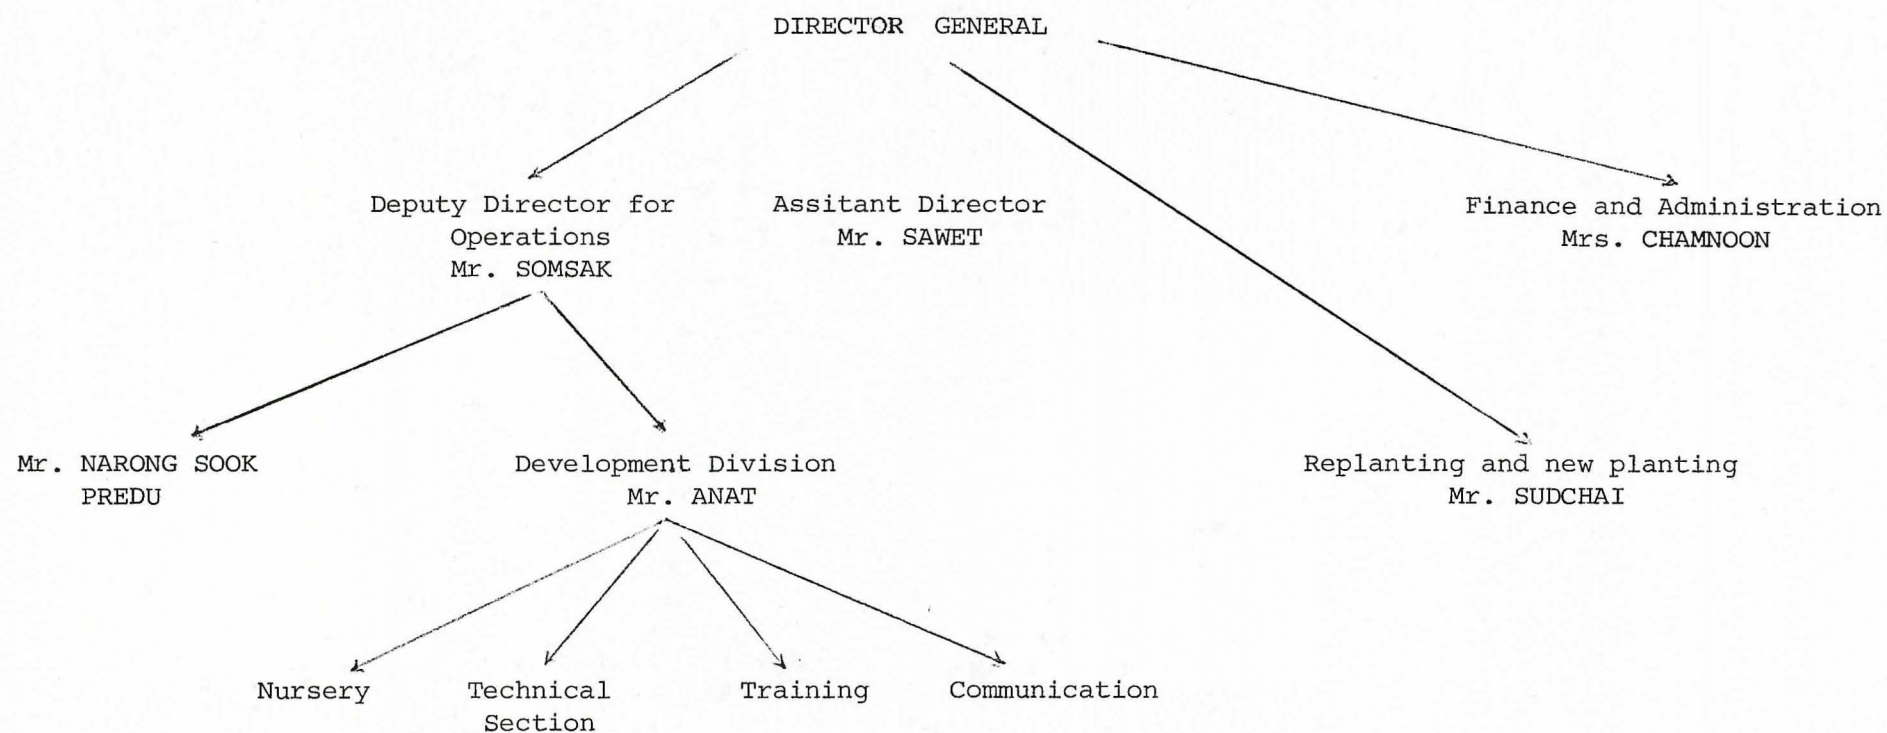 DIRECTOR GENERAL
Deputy Director for
Operations
Mr. SOMSAK
Assitant Director
Mr. SAWET
Finance and Administration
Mrs. CHAMNOON
Mr. NARONG SOOK
PREDU
Development Division
Mr. ANAT
Replanting and new planting
Mr. SUDCHAI
Nursery
Technical
Section
Training
Communication